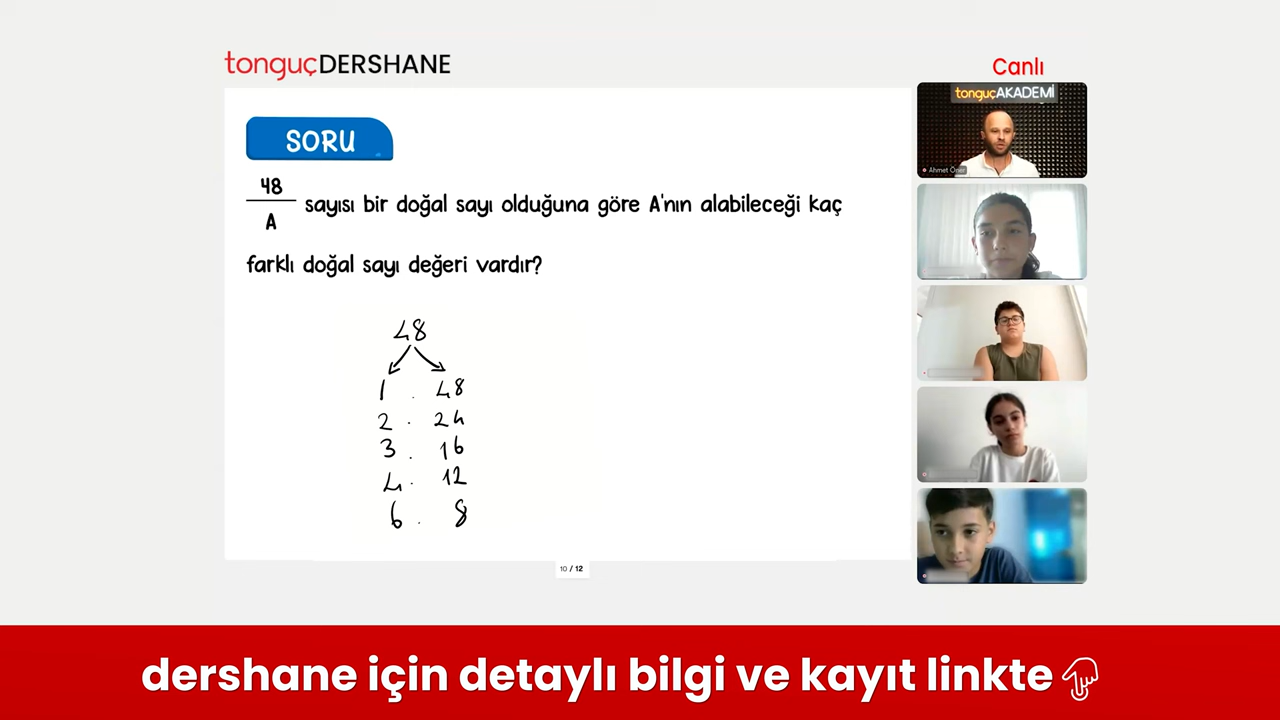 tonguçDERSHANE
Canlı
tonguçAKADEMİ
Ahmet Öner
SORU
48
A
sayısı bir doğal sayı olduğuna göre A'nın alabileceği kaç
farklı doğal sayı değeri vardır?
48
1 . 48
2 . 24
3 . 16
4 . 12
6 . 8
10 / 12
dershane için detaylı bilgi ve kayıt linkte